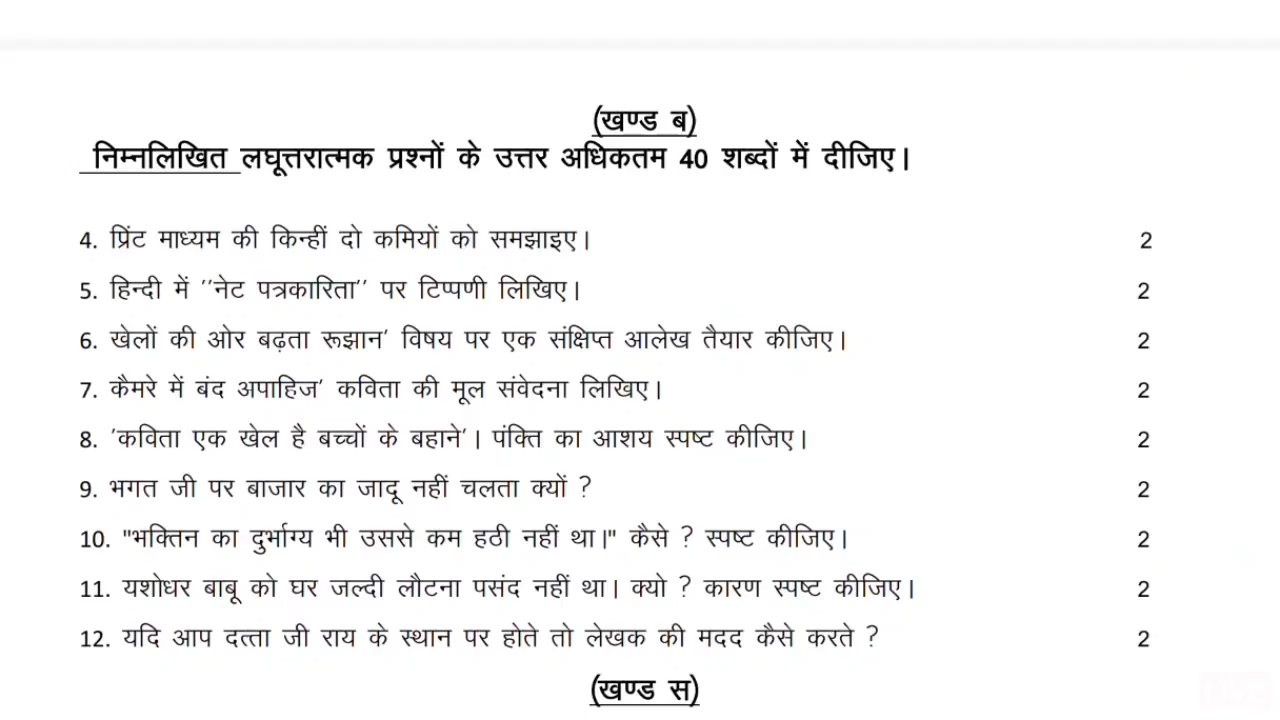 (खण्ड ब)
निम्नलिखित लघूत्तरात्मक प्रश्नों के उत्तर अधिकतम 40 शब्दों में दीजिए।
4. प्रिंट माध्यम की किन्हीं दो कमियों को समझाइए। 2
5. हिन्दी में ''नेट पत्रकारिता'' पर टिप्पणी लिखिए। 2
6. खेलों की ओर बढ़ता रूझान' विषय पर एक संक्षिप्त आलेख तैयार कीजिए। 2
7. कैमरे में बंद अपाहिज' कविता की मूल संवेदना लिखिए। 2
8. 'कविता एक खेल है बच्चों के बहाने'। पंक्ति का आशय स्पष्ट कीजिए। 2
9. भगत जी पर बाजार का जादू नहीं चलता क्यों ? 2
10. "भक्तिन का दुर्भाग्य भी उससे कम हठी नहीं था।" कैसे ? स्पष्ट कीजिए। 2
11. यशोधर बाबू को घर जल्दी लौटना पसंद नहीं था। क्यो ? कारण स्पष्ट कीजिए। 2
12. यदि आप दत्ता जी राय के स्थान पर होते तो लेखक की मदद कैसे करते ? 2
(खण्ड स)